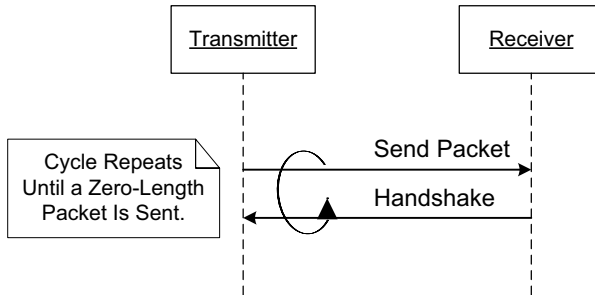 Transmitter
Receiver
Cycle Repeats
Until a Zero-Length
Packet Is Sent.
Send Packet
Handshake